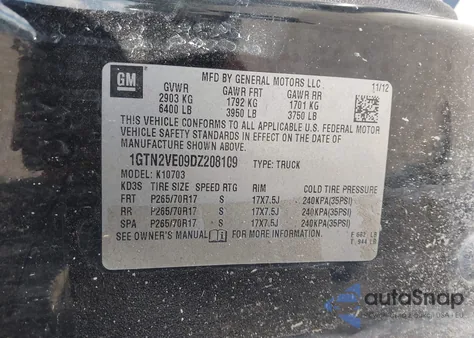 GM
MFD BY GENERAL MOTORS LLC 11/12
GVWR GAWR FRT GAWR RR
2903 KG 1792 KG 1701 KG
6400 LB 3950 LB 3750 LB
THIS VEHICLE CONFORMS TO ALL APPLICABLE U.S. FEDERAL MOTOR
VEHICLE SAFETY STANDARDS IN EFFECT ON THE DATE OF
MANUFACTURE SHOWN ABOVE.
1GTN2VE09DZ208109 TYPE: TRUCK
MODEL: K10703
KD3S TIRE SIZE SPEED RTG RIM COLD TIRE PRESSURE
FRT P265/70R17 S 17X7.5J 240KPA(35PSI)
RR P265/70R17 S 17X7.5J 240KPA(35PSI)
SPA P265/70R17 S 17X7.5J 240KPA(35PSI)
SEE OWNER'S MANUAL FOR MORE INFORMATION.
autoSnap